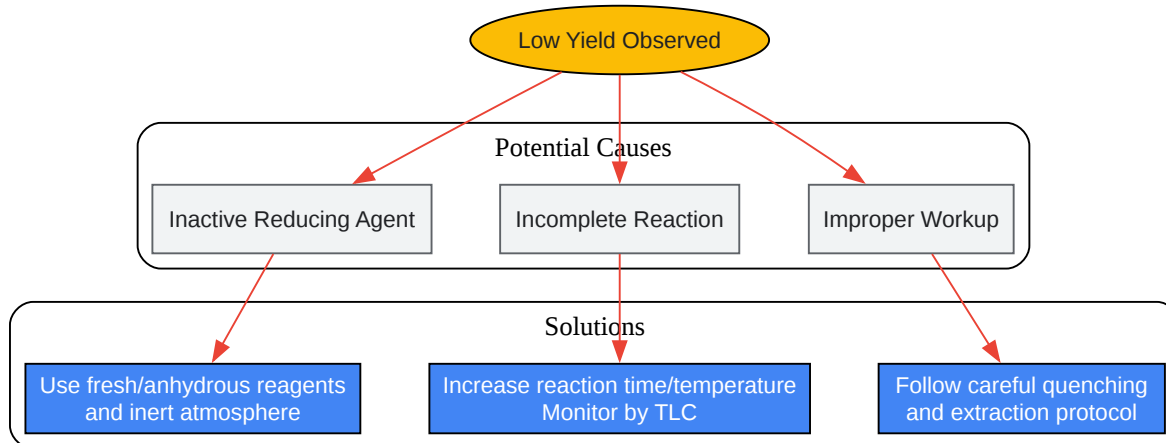 Low Yield Observed
Potential Causes
Inactive Reducing Agent
Incomplete Reaction
Improper Workup
Solutions
Use fresh/anhydrous reagents
and inert atmosphere
Increase reaction time/temperature
Monitor by TLC
Follow careful quenching
and extraction protocol